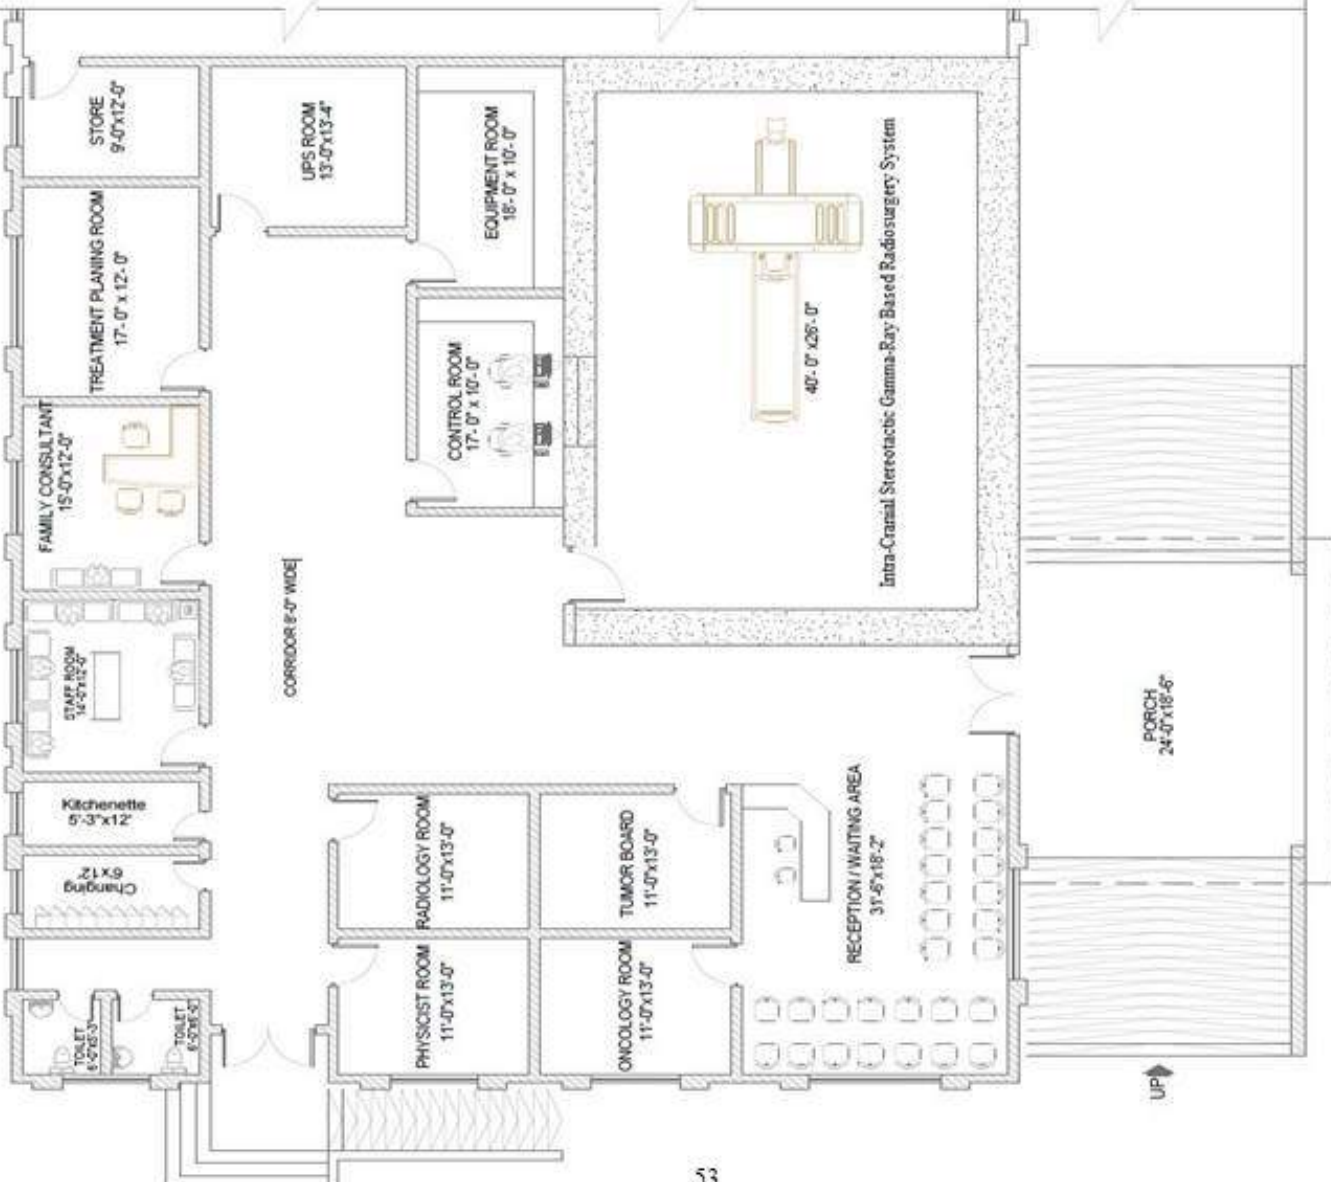 STORE
9'-0"x12'-0"
UPS ROOM
13'-0"x13'-4"
EQUIPMENT ROOM
18'- 0" x 10'- 0"
TREATMENT PLANING ROOM
17'- 0" x 12'- 0"
CONTROL ROOM
17'- 0" x 10'- 0"
40'- 0" x26'- 0"
Intra-Cranial Stereotactic Gamma-Ray Based Radiosurgery System
FAMILY CONSULTANT
15'-0"x12'-0"
STAFF ROOM
14'-0"x12'-0"
CORRIDOR 8'-0" WIDE
Kitchenette
5'-3"x12'
Changing
6'x12'
TOILET
TOILET
RADIOLOGY ROOM
11'-0"x13'-0"
TUMOR BOARD
11'-0"x13'-0"
PHYSICIST ROOM
11'-0"x13'-0"
ONCOLOGY ROOM
11'-0"x13'-0"
RECEPTION / WAITING AREA
31'-6"x18'-2"
PORCH
24'-0"x18'-6"
UP
53